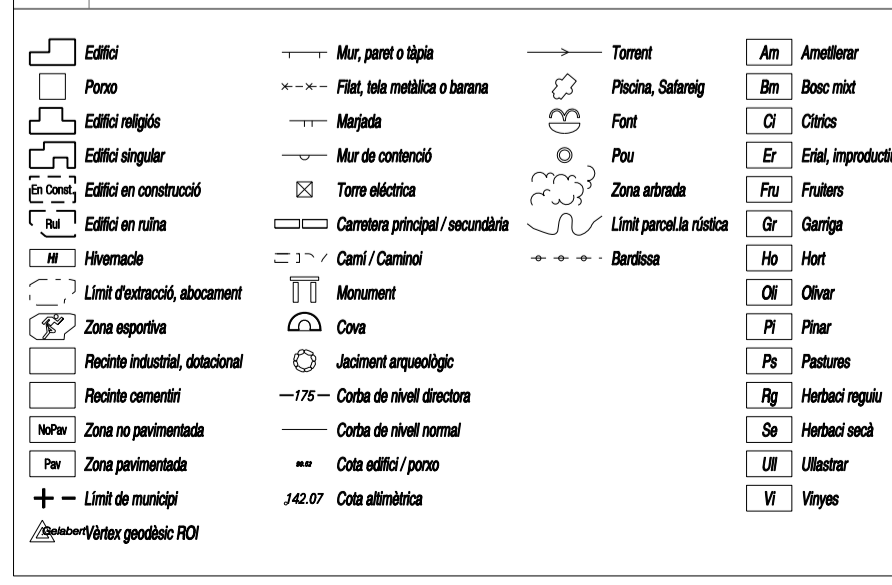 Edifici
Porxo
Edifici religiós
Edifici singular
En Const. Edifici en construcció
Rui Edifici en ruïna
HI Hivernacle
Límit d'extracció, abocament
Zona esportiva
Recinte industrial, dotacional
Recinte cementiri
NoPav Zona no pavimentada
Pav Zona pavimentada
Límit de municipi
Gelabert Vèrtex geodèsic ROI
Mur, paret o tàpia
Filat, tela metàlica o barana
Marjada
Mur de contenció
Torre eléctrica
Carretera principal / secundària
Camí / Caminoi
Monument
Cova
Jaciment arqueològic
175 Corba de nivell directora
Corba de nivell normal
Cota edifici / porxo
142.07 Cota altimètrica
Torrent
Piscina, Safareig
Font
Pou
Zona arbrada
Límit parcel.la rústica
Bardissa
Am Ametllerar
Bm Bosc mixt
Ci Cítrics
Er Erial, improductiu
Fru Fruiters
Gr Garriga
Ho Hort
Oli Olivar
Pi Pinar
Ps Pastures
Rg Herbaci reguiu
Se Herbaci secà
Ull Ullastrar
Vi Vinyes